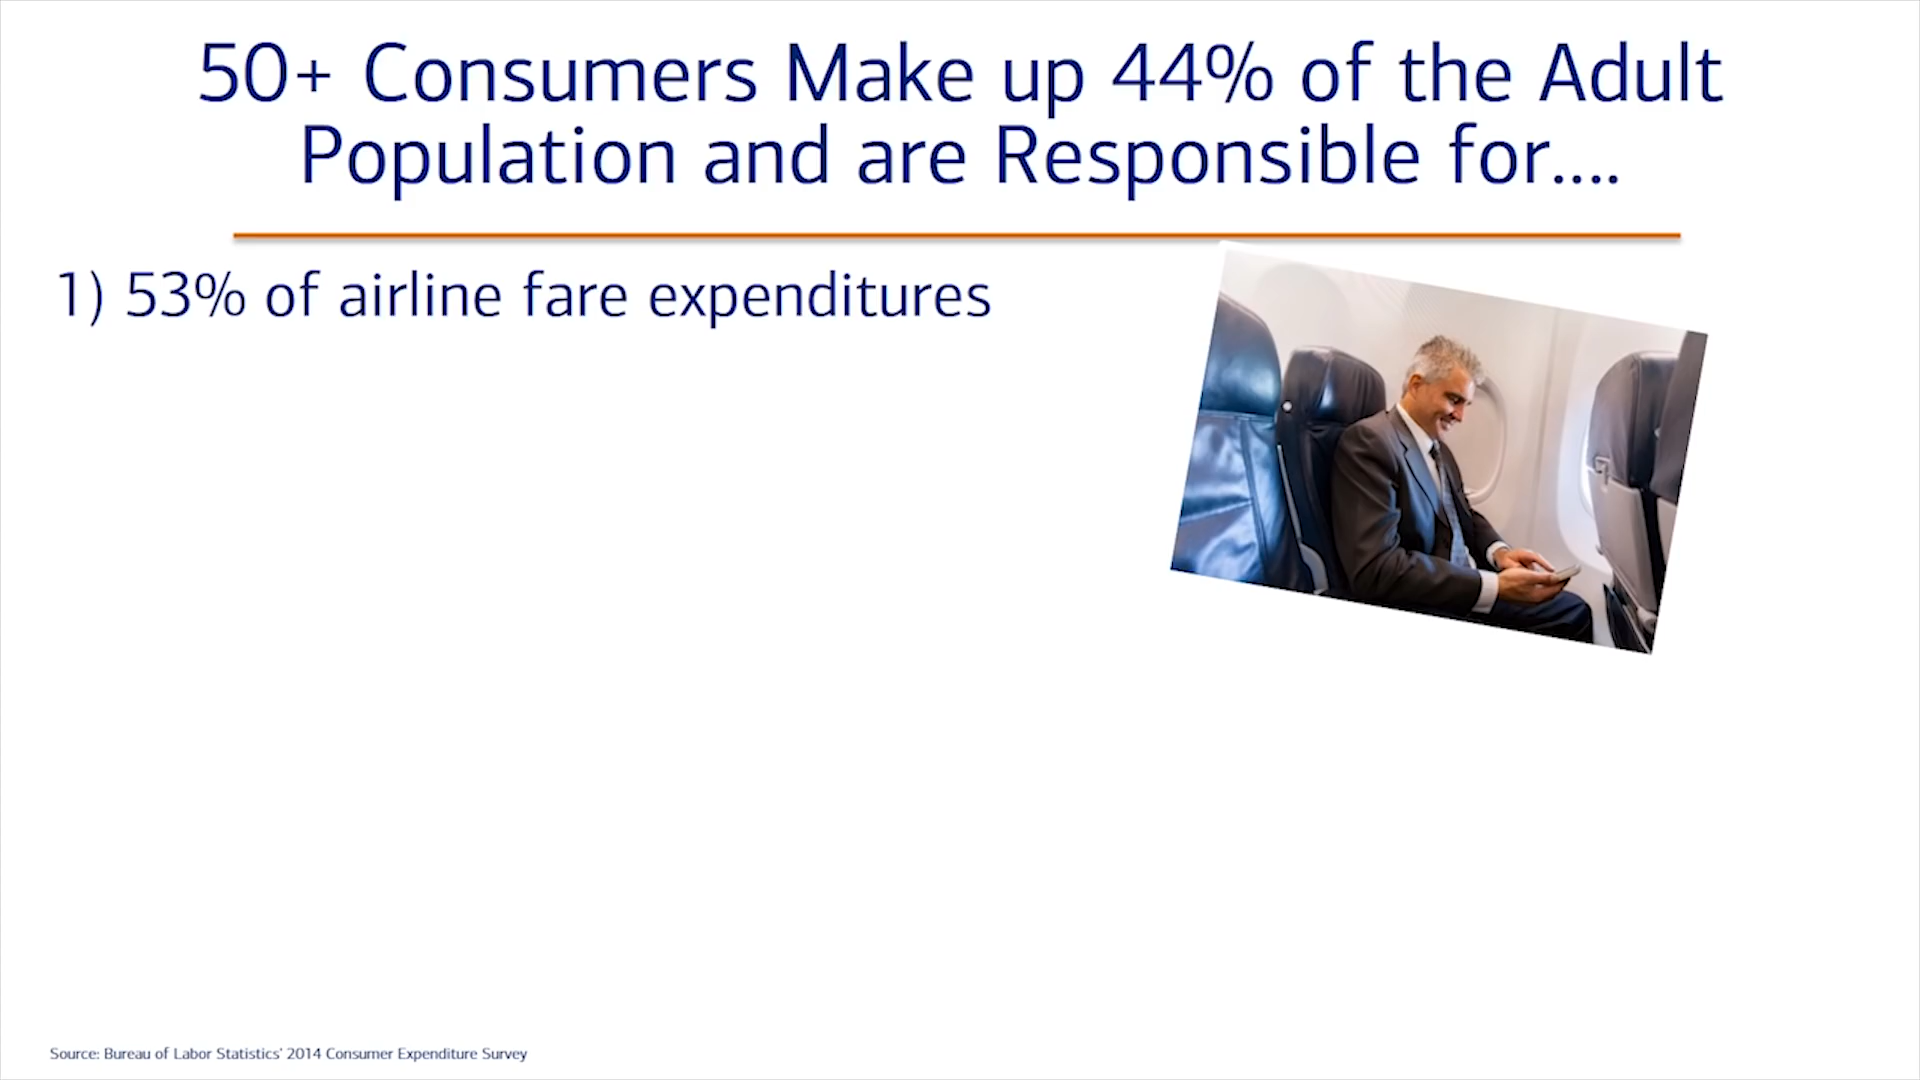 50+ Consumers Make up 44% of the Adult
Population and are Responsible for....
1) 53% of airline fare expenditures
Source: Bureau of Labor Statistics' 2014 Consumer Expenditure Survey